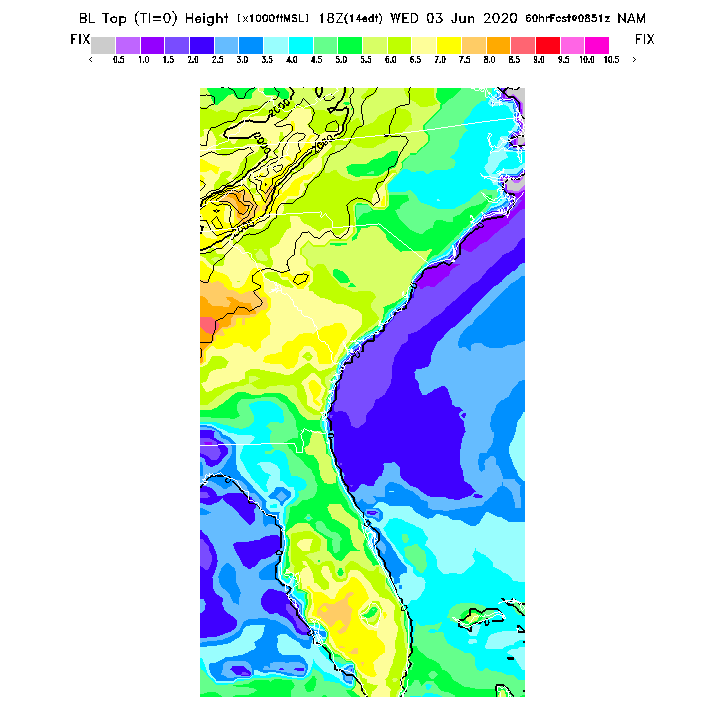 BL Top (TI=0) Height [x1000ftMSL] 18Z(14edt) WED 03 Jun 2020 60hrFcst@0851z NAM
FIX FIX
< 0.5 1.0 1.5 2.0 2.5 3.0 3.5 4.0 4.5 5.0 5.5 6.0 6.5 7.0 7.5 8.0 8.5 9.0 9.5 10.0 10.5 >
2000
2000
2000